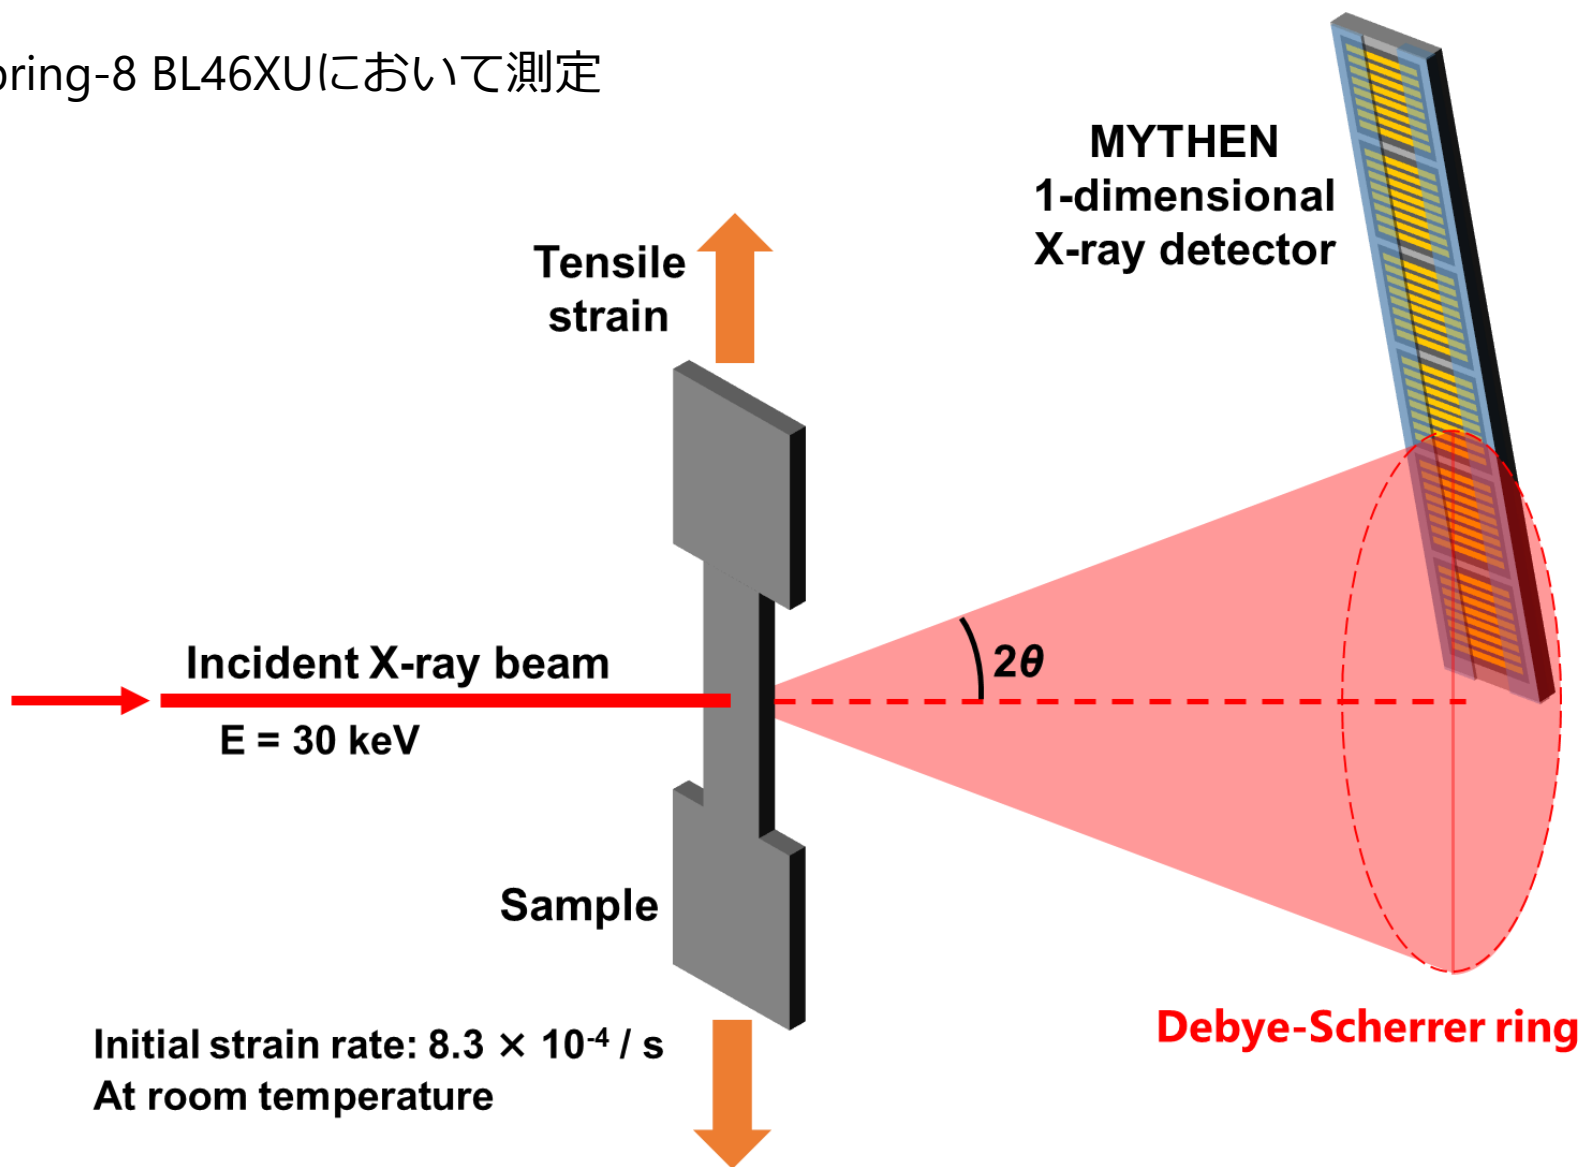 pring-8 BL46XUにおいて測定
MYTHEN
1-dimensional
X-ray detector
Tensile
strain
2θ
Incident X-ray beam
E = 30 keV
Sample
Debye-Scherrer ring
Initial strain rate: 8.3 × 10⁻⁴ / s
At room temperature